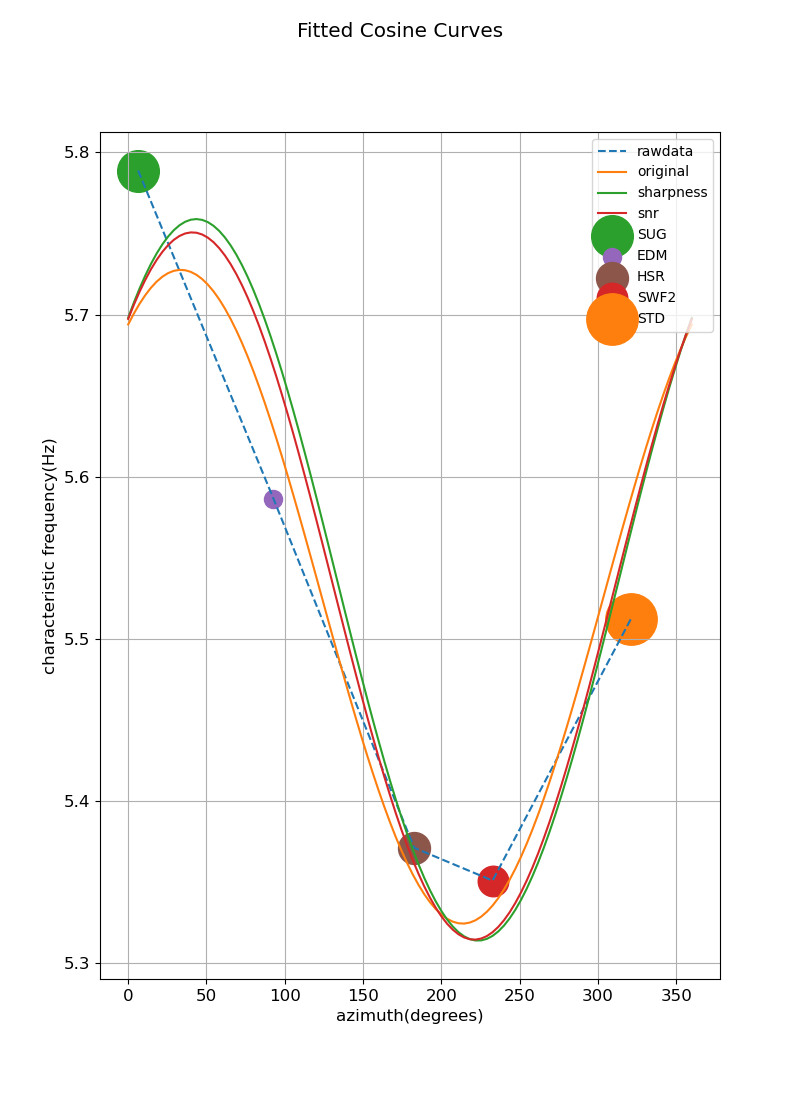 Fitted Cosine Curves
5.8
5.7
5.6
5.5
5.4
5.3
characteristic frequency(Hz)
rawdata
original
sharpness
snr
SUG
EDM
HSR
SWF2
STD
0 50 100 150 200 250 300 350
azimuth(degrees)